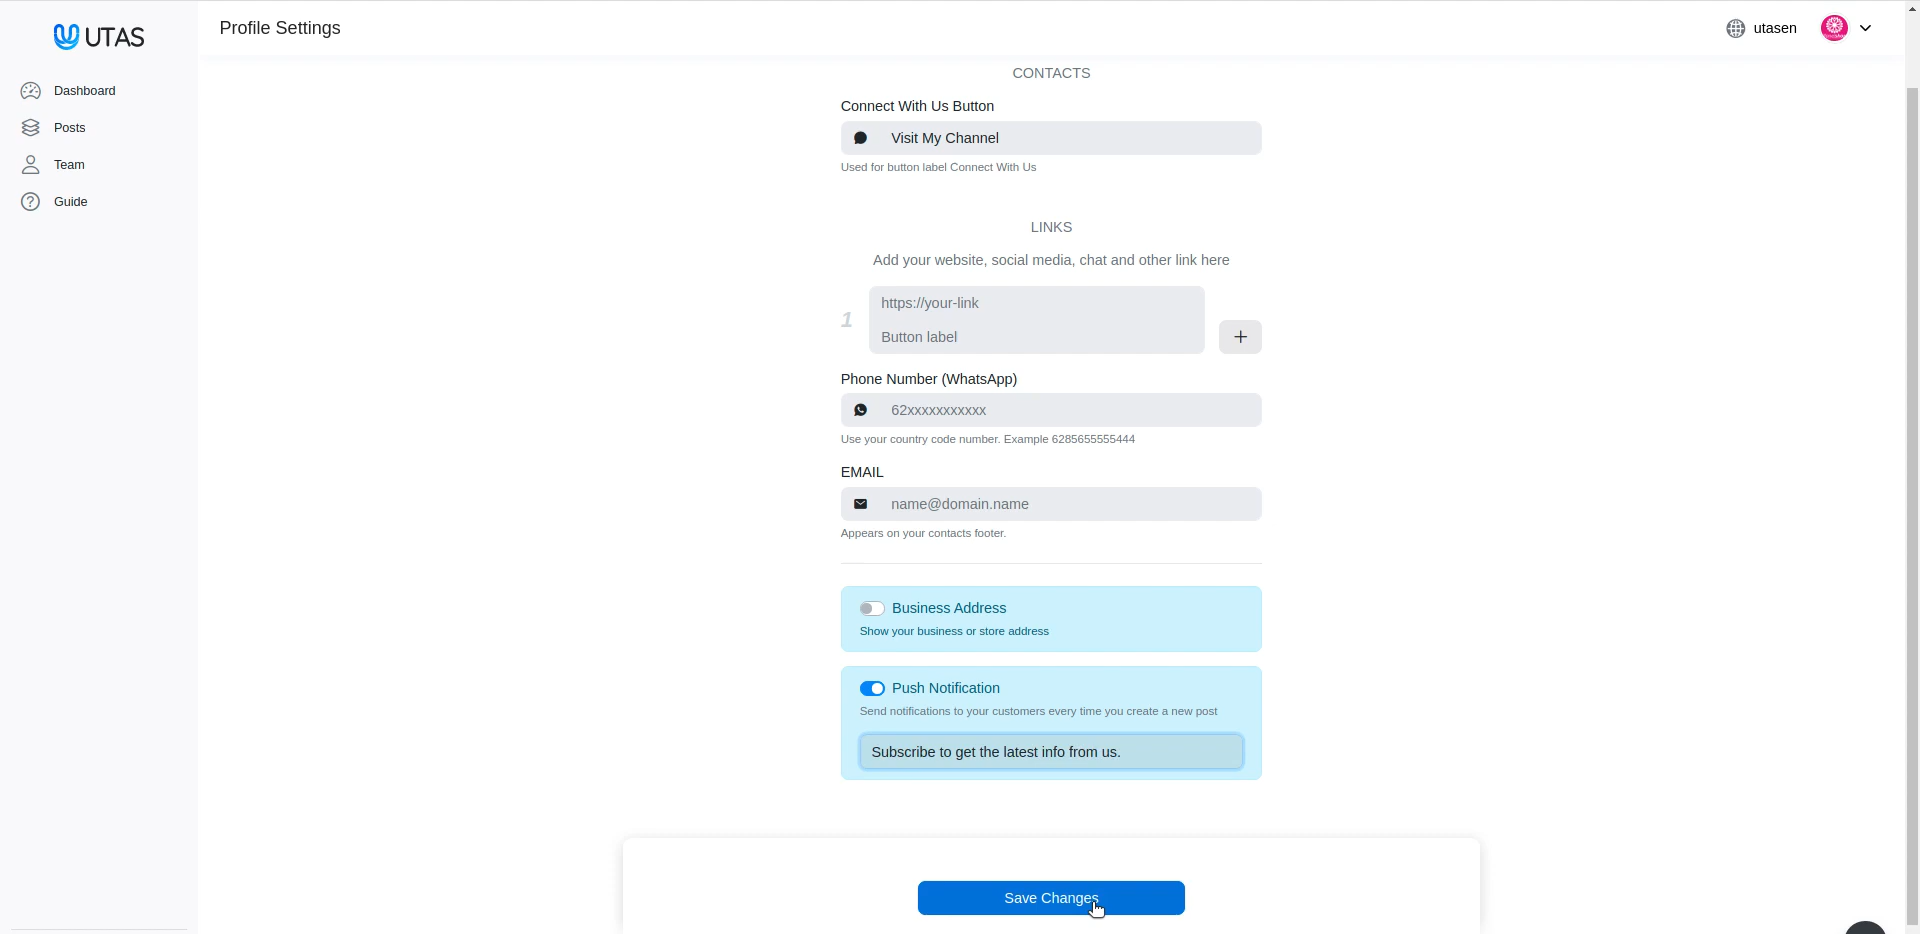 UTAS
Profile Settings
utasen
Dashboard
Posts
Team
Guide
CONTACTS
Connect With Us Button
Visit My Channel
Used for button label Connect With Us
LINKS
Add your website, social media, chat and other link here
1
https://your-link
Button label
+
Phone Number (WhatsApp)
62xxxxxxxxxxx
Use your country code number. Example 6285655555444
EMAIL
name@domain.name
Appears on your contacts footer.
Business Address
Show your business or store address
Push Notification
Send notifications to your customers every time you create a new post
Subscribe to get the latest info from us.
Save Changes